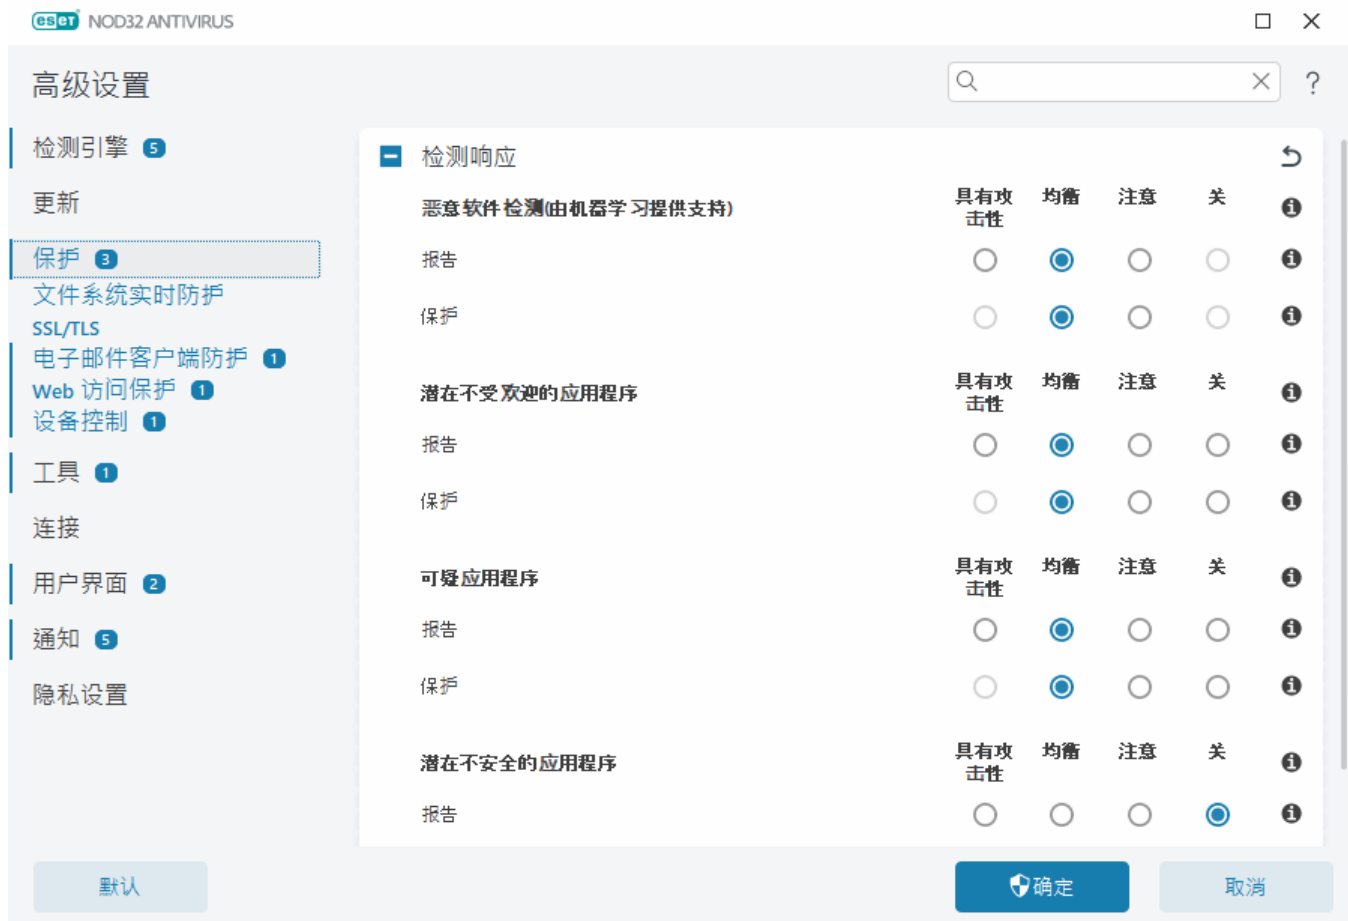 eseT NOD32 ANTIVIRUS
高级设置
?
检测引擎 5
更新
保护 3
文件系统实时防护
SSL/TLS
电子邮件客户端防护 1
Web 访问保护 1
设备控制 1
工具 1
连接
用户界面 2
通知 5
隐私设置
检测响应
恶意软件检测(由机器学习提供支持) 具有攻 均衡 注意 关
击性
报告
保护
潜在不受欢迎的应用程序 具有攻 均衡 注意 关
击性
报告
保护
可疑应用程序 具有攻 均衡 注意 关
击性
报告
保护
潜在不安全的应用程序 具有攻 均衡 注意 关
击性
报告
默认 确定 取消